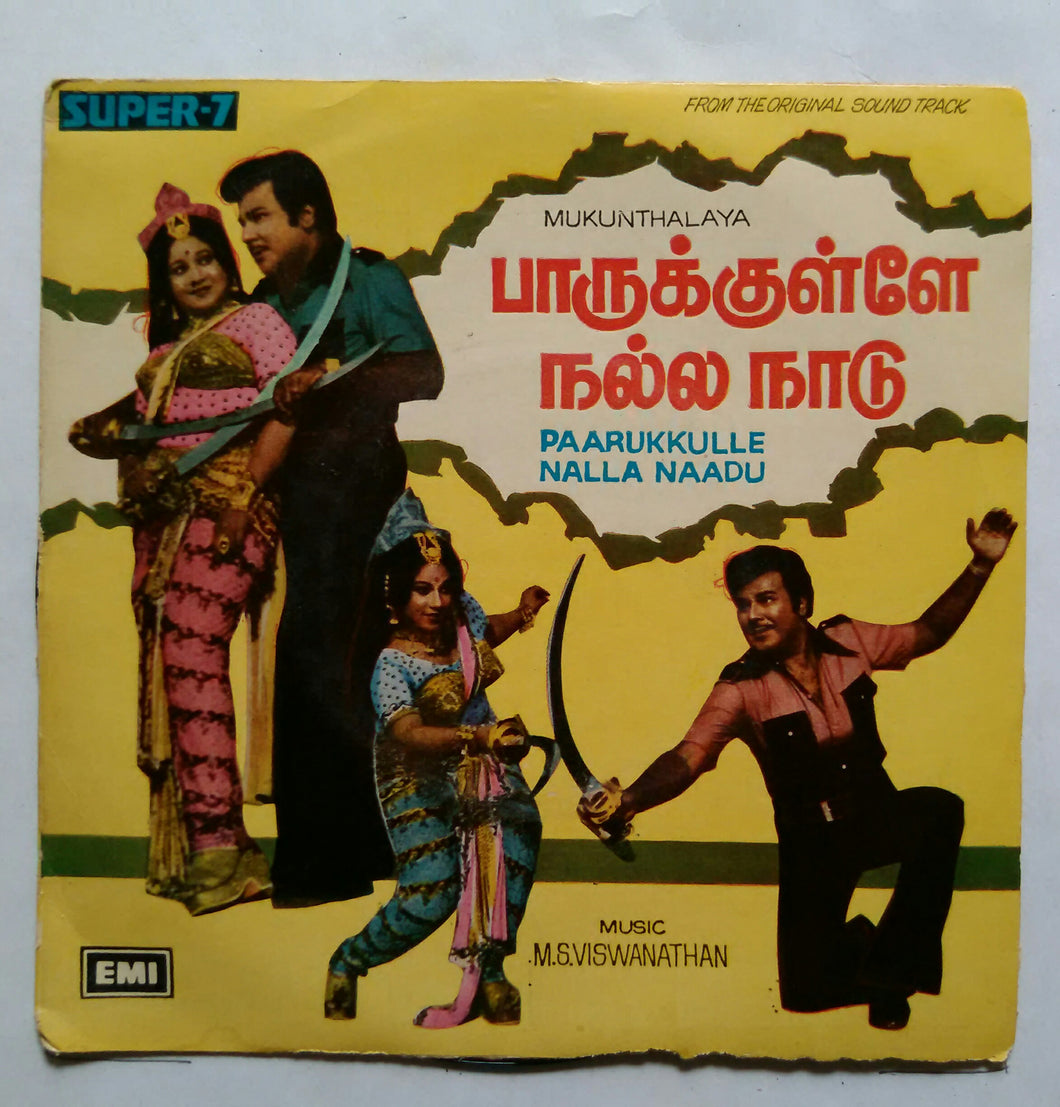 SUPER-7
FROM THE ORIGINAL SOUND TRACK
MUKUNTHALAYA
பாருக்குள்ளே
நல்ல நாடு
PAARUKKULLE
NALLA NAADU
MUSIC
M.S.VISWANATHAN
EMI